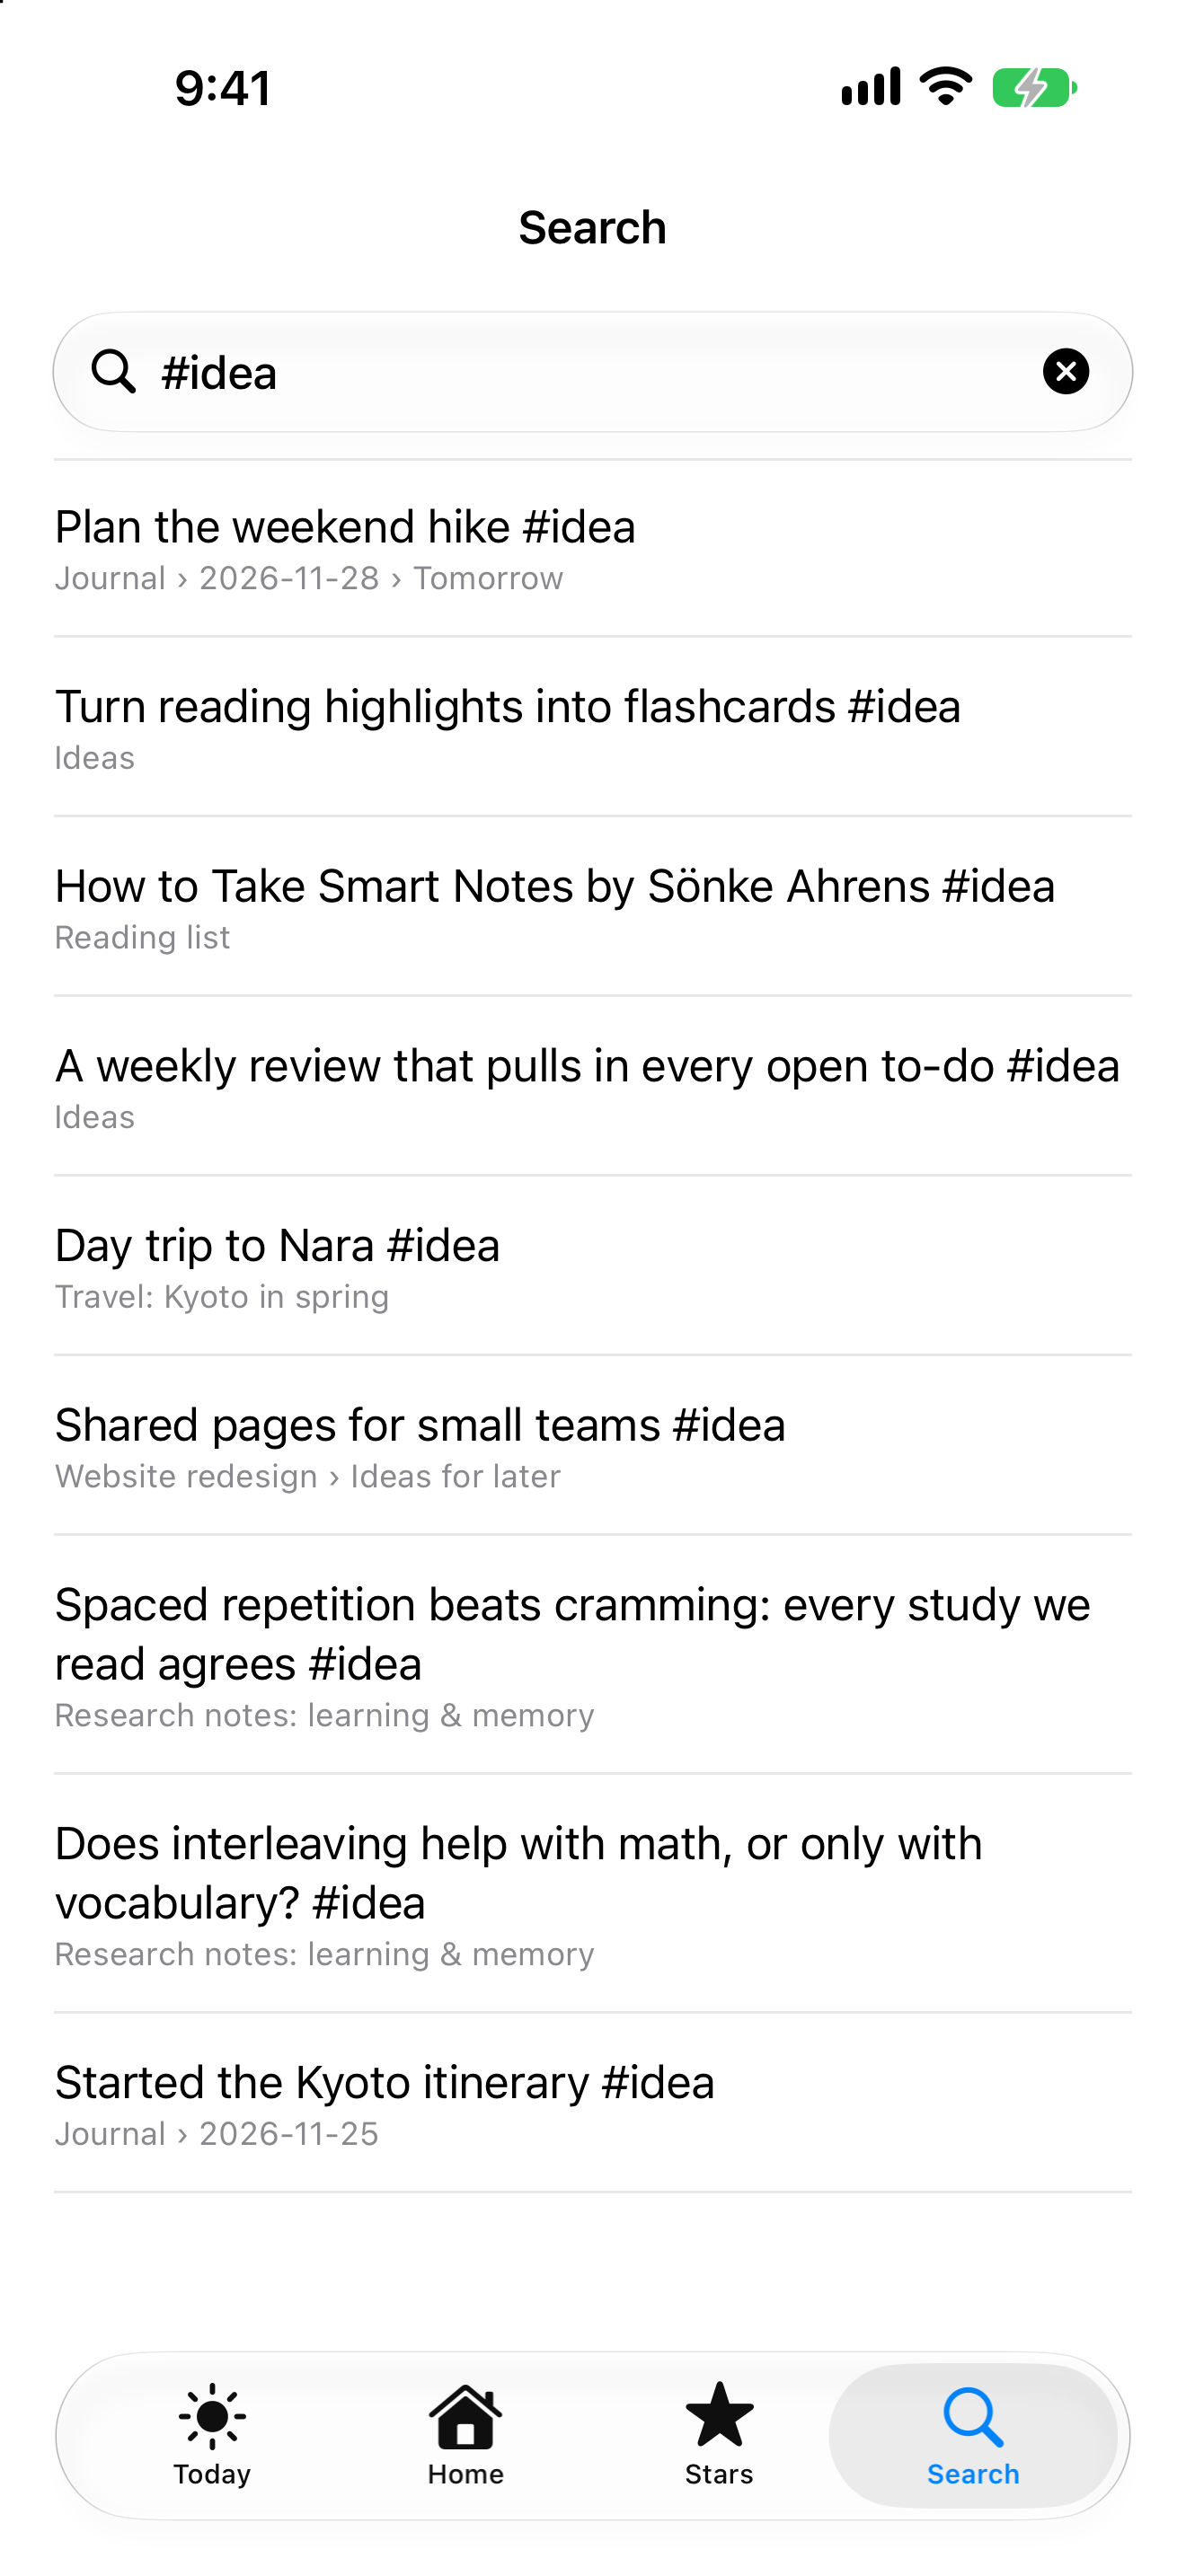 9:41
Search
#idea
Plan the weekend hike #idea
Journal › 2026-11-28 › Tomorrow
Turn reading highlights into flashcards #idea
Ideas
How to Take Smart Notes by Sönke Ahrens #idea
Reading list
A weekly review that pulls in every open to-do #idea
Ideas
Day trip to Nara #idea
Travel: Kyoto in spring
Shared pages for small teams #idea
Website redesign › Ideas for later
Spaced repetition beats cramming: every study we
read agrees #idea
Research notes: learning & memory
Does interleaving help with math, or only with
vocabulary? #idea
Research notes: learning & memory
Started the Kyoto itinerary #idea
Journal › 2026-11-25
Today
Home
Stars
Search